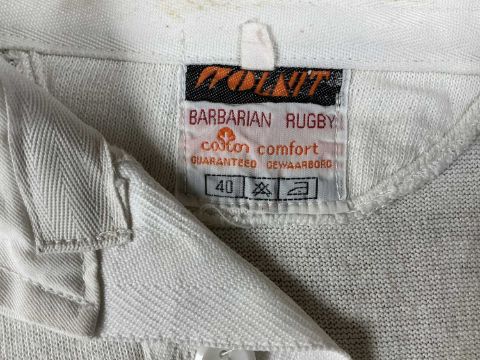 BARBARIAN RUGBY
cotton comfort
GUARANTEED GEWAARBORG
40